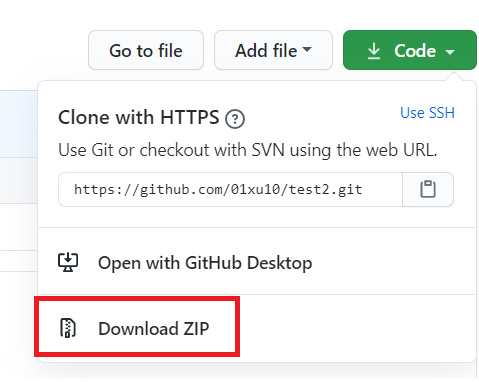 Go to file
Add file
Code
Clone with HTTPS
Use SSH
Use Git or checkout with SVN using the web URL.
https://github.com/01xu10/test2.git
Open with GitHub Desktop
Download ZIP